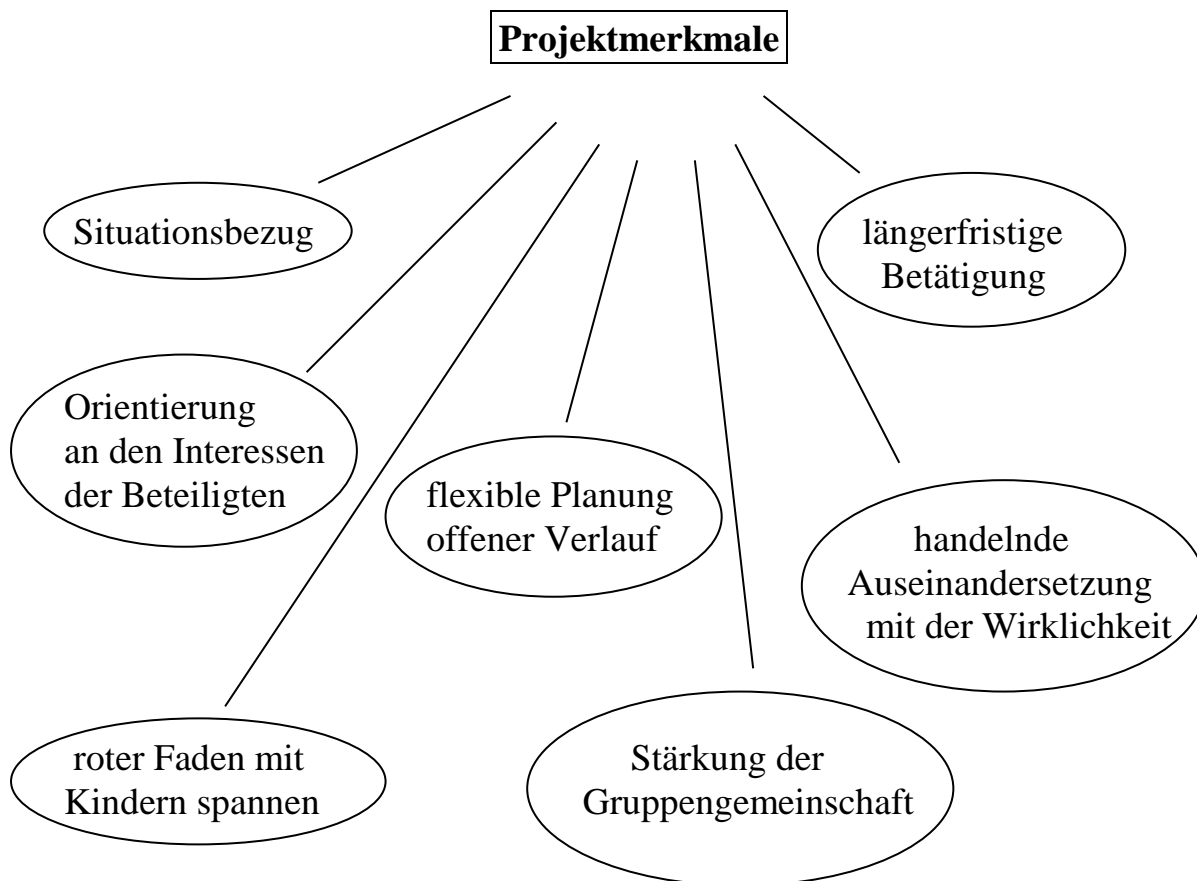 Projektmerkmale
Situationsbezug
längerfristige
Betätigung
Orientierung
an den Interessen
der Beteiligten
flexible Planung
offener Verlauf
handelnde
Auseinandersetzung
mit der Wirklichkeit
roter Faden mit
Kindern spannen
Stärkung der
Gruppengemeinschaft